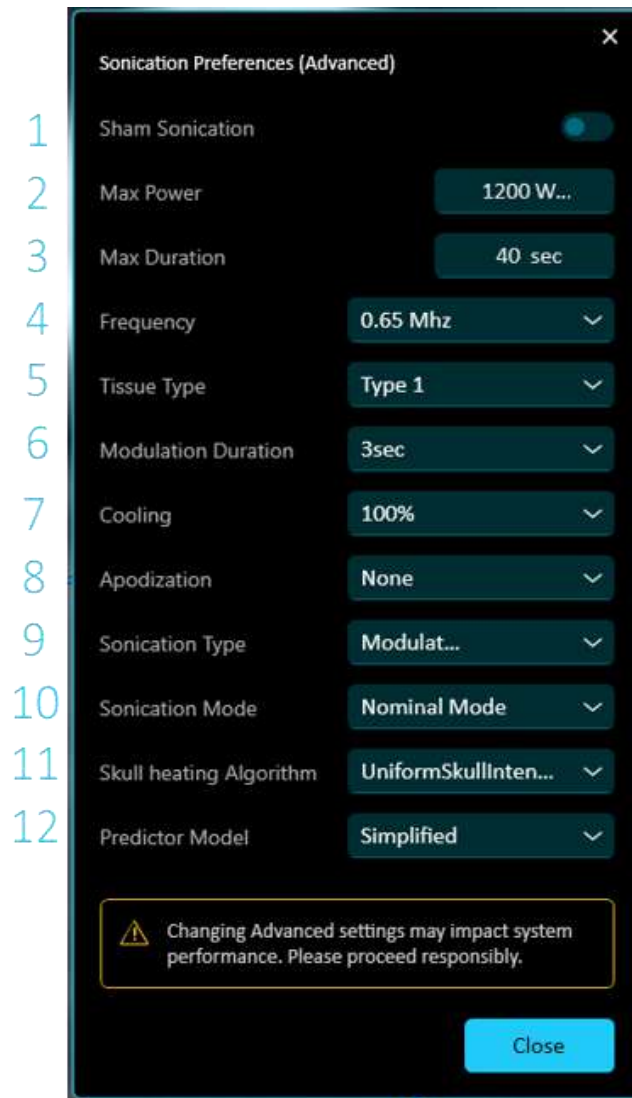 ×
Sonication Preferences (Advanced)
1 Sham Sonication
2 Max Power 1200 W...
3 Max Duration 40 sec
4 Frequency 0.65 Mhz
5 Tissue Type Type 1
6 Modulation Duration 3sec
7 Cooling 100%
8 Apodization None
9 Sonication Type Modulat...
10 Sonication Mode Nominal Mode
11 Skull heating Algorithm UniformSkullInten...
12 Predictor Model Simplified
Changing Advanced settings may impact system
performance. Please proceed responsibly.
Close